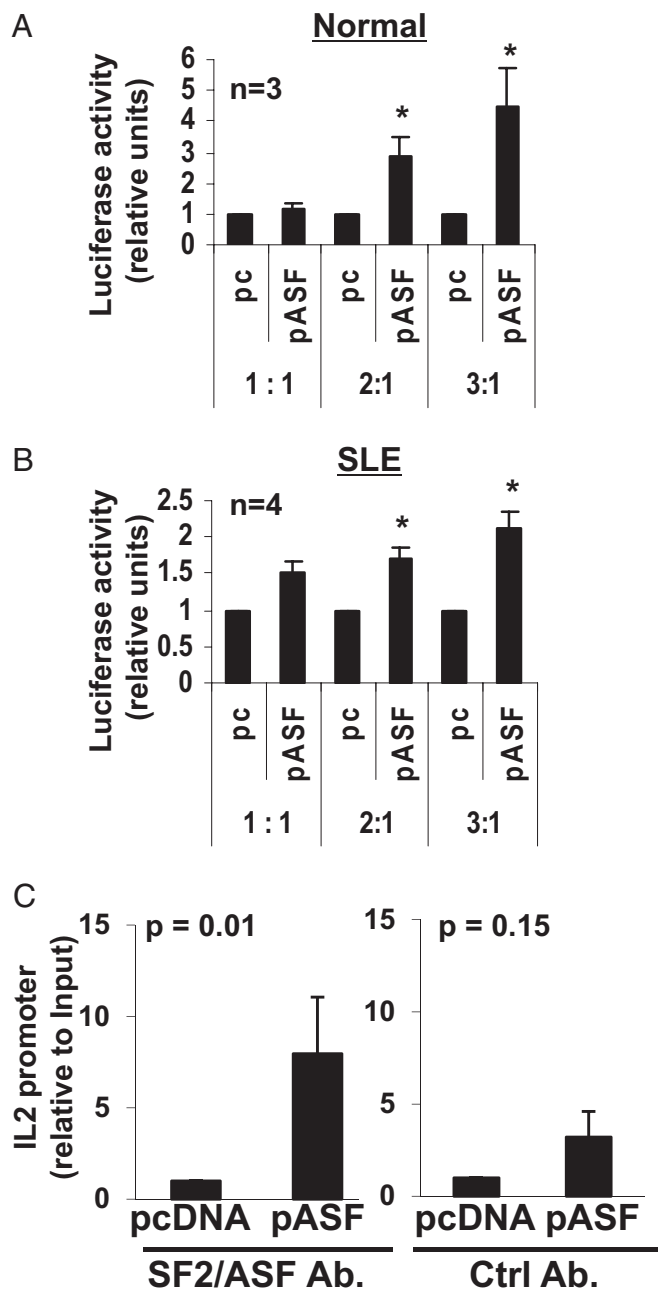 A
Normal
Luciferase activity
(relative units)
6
5
4
3
2
1
0
n=3
*
*
pc
pASF
pc
pASF
pc
pASF
1 : 1
2:1
3:1
B
SLE
Luciferase activity
(relative units)
2.5
2
1.5
1
0.5
0
n=4
*
*
pc
pASF
pc
pASF
pc
pASF
1 : 1
2:1
3:1
C
IL2 promoter
(relative to Input)
15
10
5
0
p = 0.01
pcDNA
pASF
SF2/ASF Ab.
15
10
5
0
p = 0.15
pcDNA
pASF
Ctrl Ab.